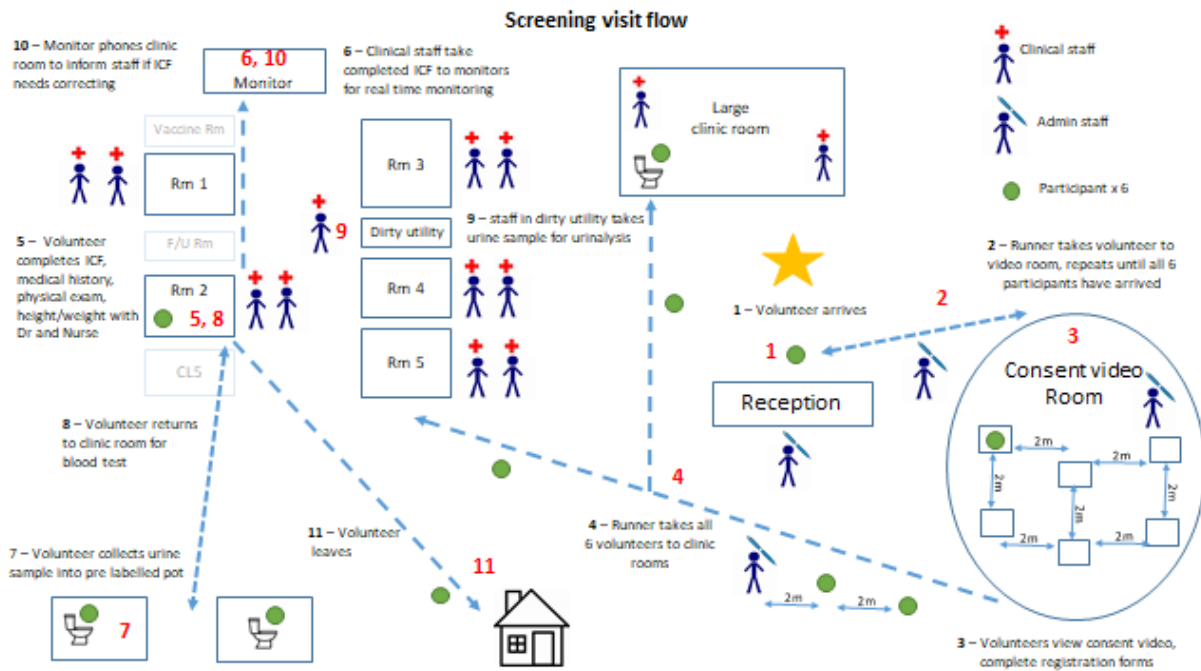 Screening visit flow
10 – Monitor phones clinic
room to inform staff if ICF
needs correcting
6, 10
Monitor
6 – Clinical staff take
completed ICF to monitors
for real time monitoring
Large
clinic room
Clinical staff
Admin staff
Participant x 6
Vaccine Rm
Rm 1
F/U Rm
Rm 2
5, 8
CLS
5 – Volunteer
completes ICF,
medical history,
physical exam,
height/weight with
Dr and Nurse
Rm 3
9
Dirty utility
Rm 4
Rm 5
9 – staff in dirty utility takes
urine sample for urinalysis
1 – Volunteer arrives
1
Reception
2 – Runner takes volunteer to
video room, repeats until all 6
participants have arrived
2
3
Consent video
Room
2m
2m
2m
2m
2m
2m
2m
8 – Volunteer returns
to clinic room for
blood test
7 – Volunteer collects urine
sample into pre labelled pot
7
11 – Volunteer
leaves
11
4
4 – Runner takes all
6 volunteers to clinic
rooms
2m
2m
3 – Volunteers view consent video,
complete registration forms